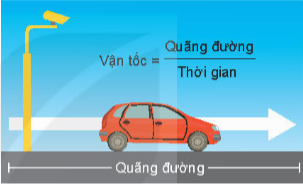 Vận tốc = Quãng đường
Thời gian
Quãng đường